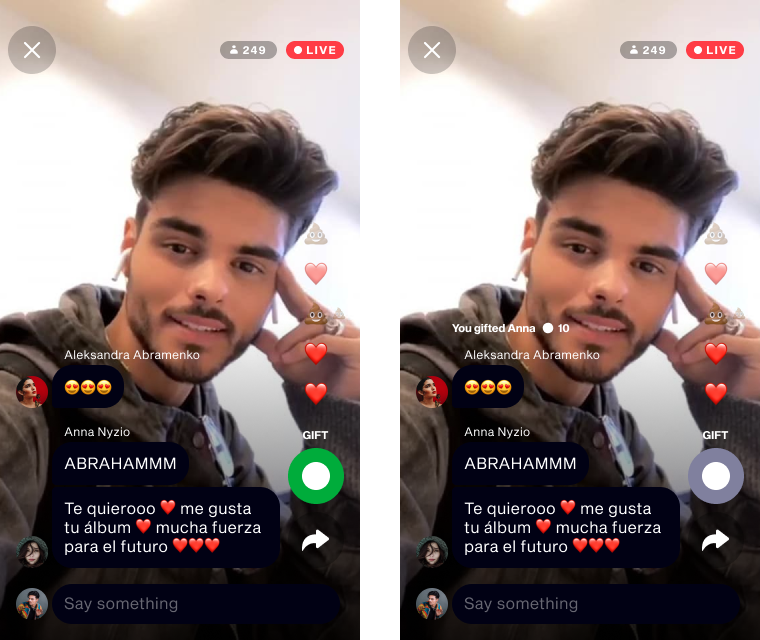 249
LIVE
Aleksandra Abramenko
😍😍😍
Anna Nyzio
ABRAHAMMM
GIFT
Te quierooo ❤️ me gusta
tu álbum ❤️ mucha fuerza
para el futuro ❤️❤️❤️
Say something
249
LIVE
You gifted Anna 10
Aleksandra Abramenko
😍😍😍
Anna Nyzio
ABRAHAMMM
GIFT
Te quierooo ❤️ me gusta
tu álbum ❤️ mucha fuerza
para el futuro ❤️❤️❤️
Say something